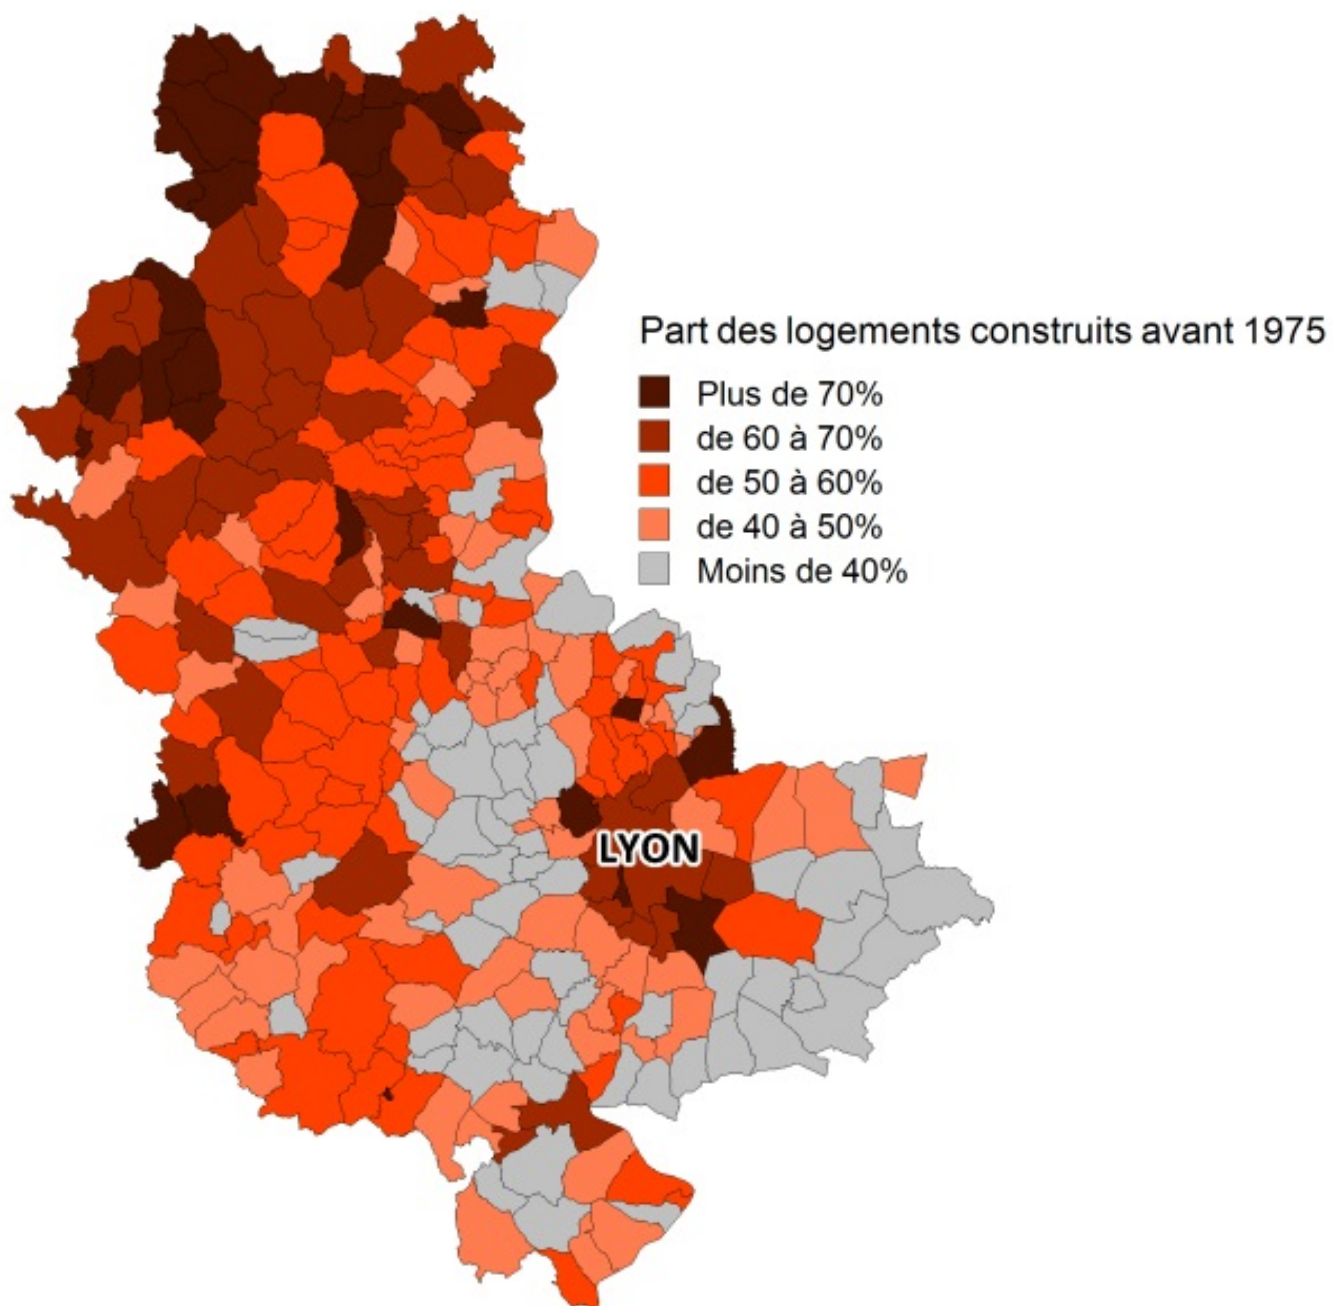 Part des logements construits avant 1975
Plus de 70%
de 60 à 70%
de 50 à 60%
de 40 à 50%
Moins de 40%
LYON